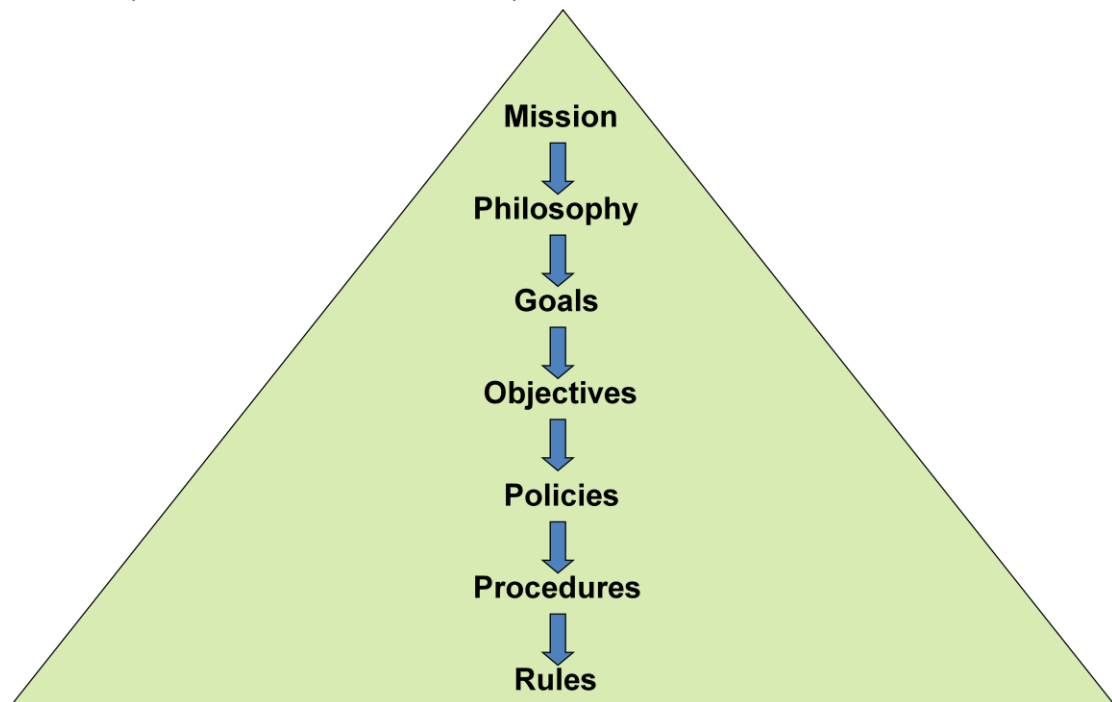 Mission
Philosophy
Goals
Objectives
Policies
Procedures
Rules